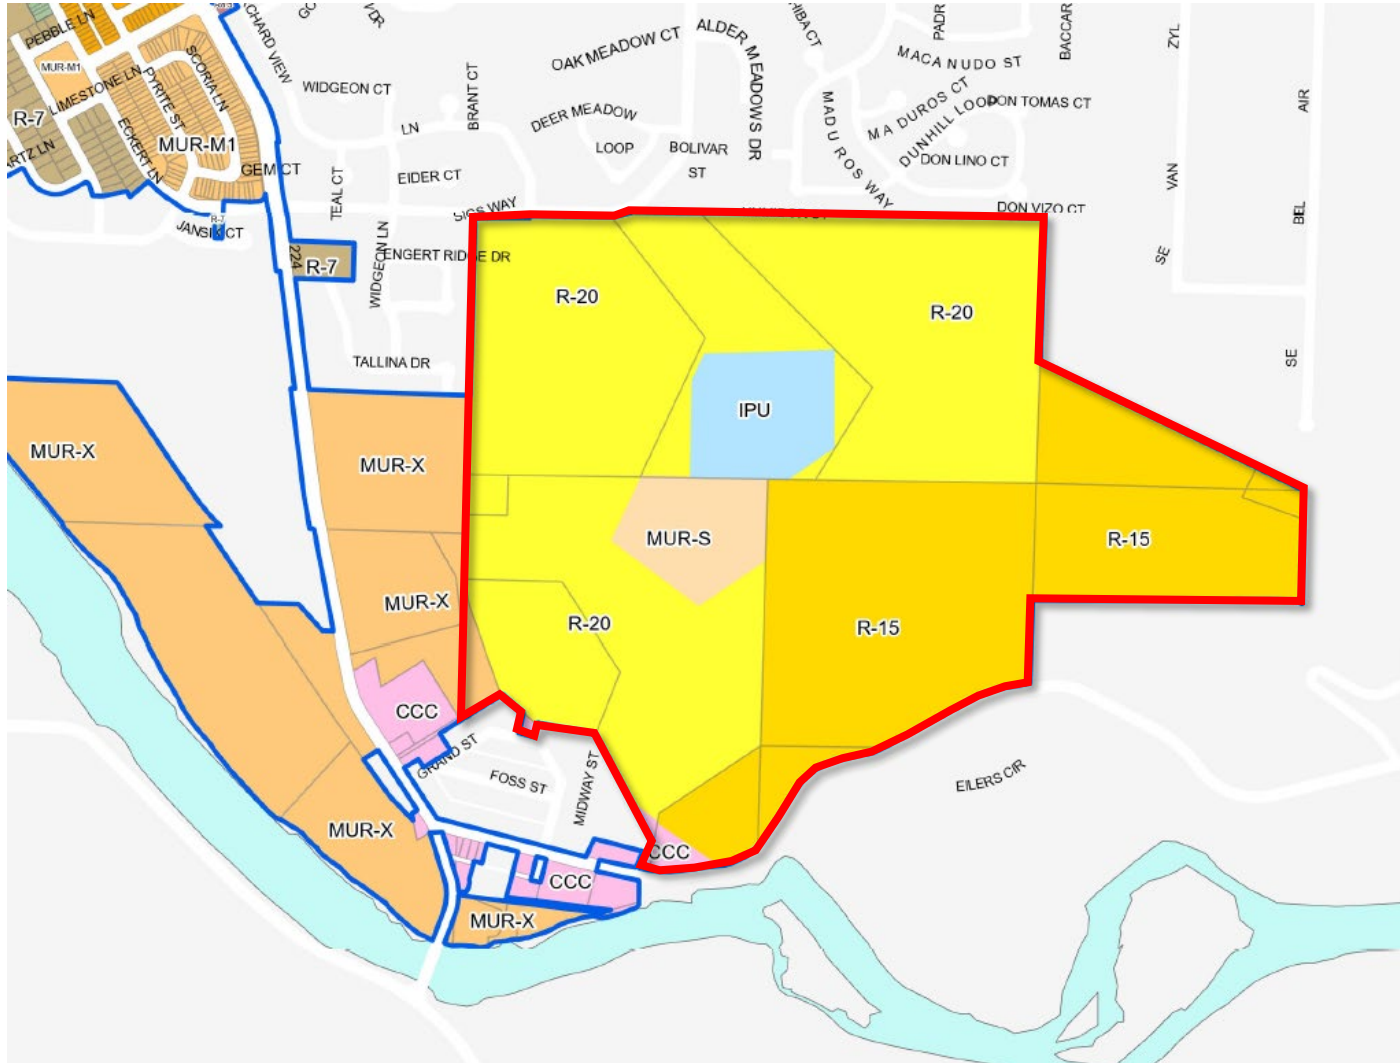 PEBBLE LN
MUR-M1
LIMESTONE LN
R-7
SCORIA LN
PYRITE ST
ECKERT LN
MUR-M1
GEM CT
JANSIK CT
R-7
224
R-7
WIDGEON CT
BRANT CT
LN
EIDER CT
TEAL CT
WIDGEON LN
ENGERT RIDGE DR
TALLINA DR
OAK MEADOW CT
ALDER MEADOWS DR
DEER MEADOW
LOOP
BOLIVAR
ST
MACANUDO ST
MADUROS CT
DUNHILL LOOP
DON TOMAS CT
DON LINO CT
MADUROS WAY
DON VIZO CT
PADR
BACCAR
ZYL
VAN
SE
AIR
BEL
SE
R-20
R-20
IPU
MUR-X
MUR-X
MUR-S
R-15
MUR-X
R-20
R-15
CCC
GRAND ST
FOSS ST
MIDWAY ST
EILERS CIR
MUR-X
CCC
CCC
MUR-X